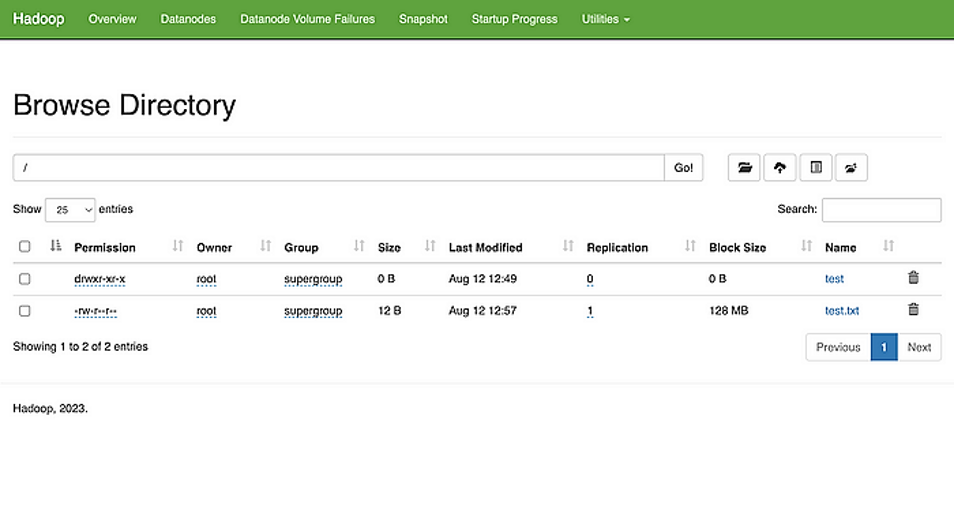 Hadoop Overview Datanodes Datanode Volume Failures Snapshot Startup Progress Utilities
Browse Directory
/ Go!
Show 25 entries Search:
Permission Owner Group Size Last Modified Replication Block Size Name
drwxr-xr-x root supergroup 0 B Aug 12 12:49 0 0 B test
-rw-r--r-- root supergroup 12 B Aug 12 12:57 1 128 MB test.txt
Showing 1 to 2 of 2 entries Previous 1 Next
Hadoop, 2023.